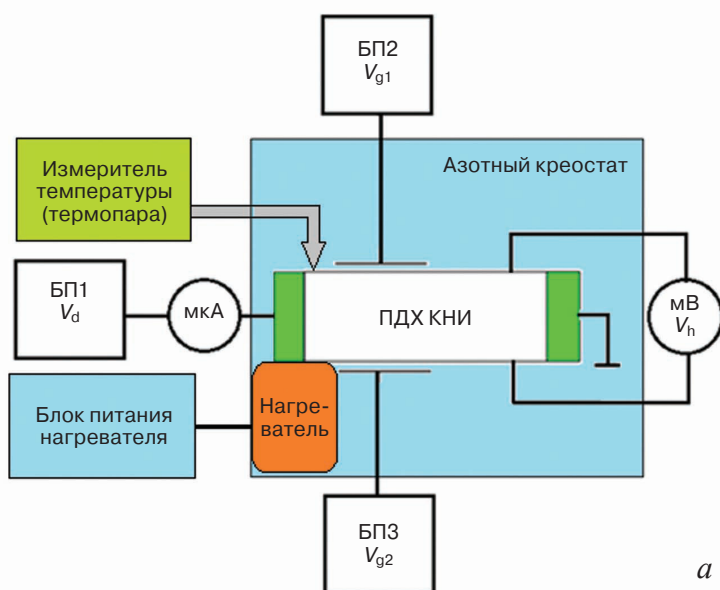 БП2
Vg1
Измеритель
температуры
(термопара)
Азотный креостат
БП1
Vd
мкА
ПДХ КНИ
мВ
Vh
Блок питания
нагревателя
Нагре-
ватель
БП3
Vg2
а